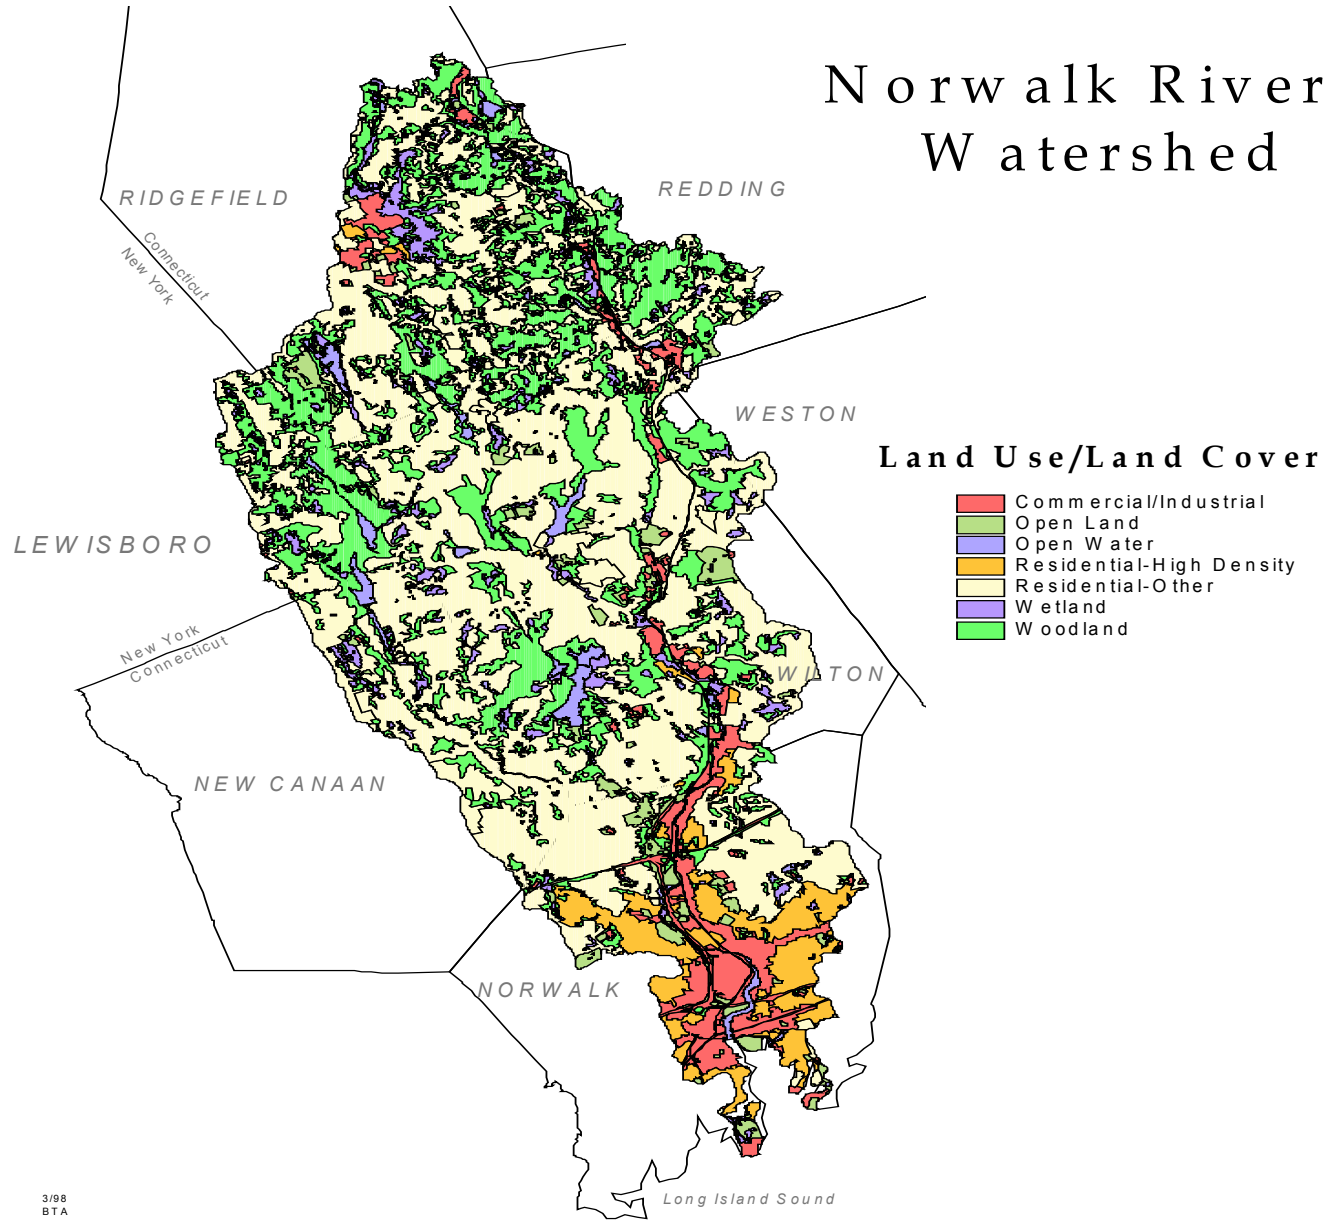 Norwalk River
Watershed
RIDGEFIELD
REDDING
Connecticut
New York
WESTON
Land Use/Land Cover
Commercial/Industrial
Open Land
Open Water
Residential-High Density
Residential-Other
Wetland
Woodland
LEWISBORO
New York
Connecticut
WILTON
NEW CANAAN
NORWALK
Long Island Sound
3/98
BTA